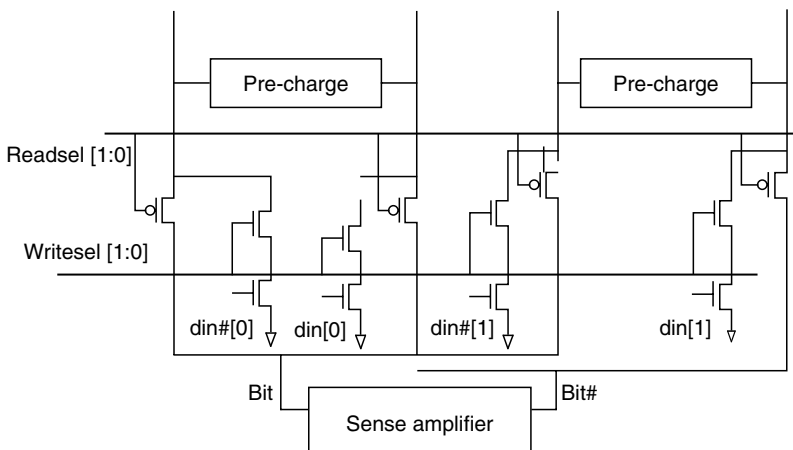 Pre-charge
Pre-charge
Readsel [1:0]
Writesel [1:0]
din#[0]
din[0]
din#[1]
din[1]
Bit
Bit#
Sense amplifier